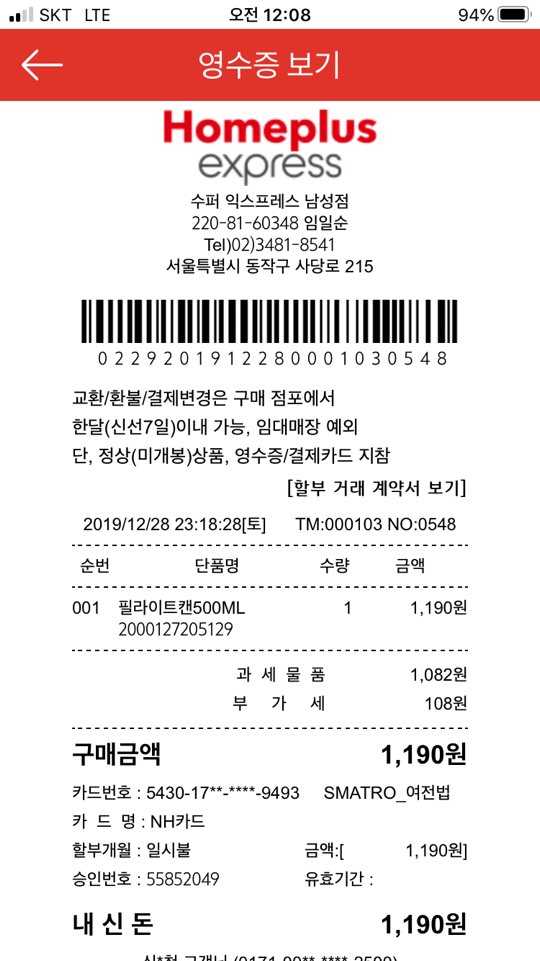 SKT LTE 오전 12:08 94%
영수증 보기
Homeplus
express
수퍼 익스프레스 남성점
220-81-60348 임일순
Tel)02)3481-8541
서울특별시 동작구 사당로 215
0229201912280001030548
교환/환불/결제변경은 구매 점포에서
한달(신선7일)이내 가능, 임대매장 예외
단, 정상(미개봉)상품, 영수증/결제카드 지참
[할부 거래 계약서 보기]
2019/12/28 23:18:28[토] TM:000103 NO:0548
순번 단품명 수량 금액
001 필라이트캔500ML 1 1,190원
2000127205129
과 세 물 품 1,082원
부 가 세 108원
구매금액 1,190원
카드번호 : 5430-17**-****-9493 SMATRO_여전법
카 드 명 : NH카드
할부개월 : 일시불 금액:[ 1,190원]
승인번호 : 55852049 유효기간 :
내 신 돈 1,190원